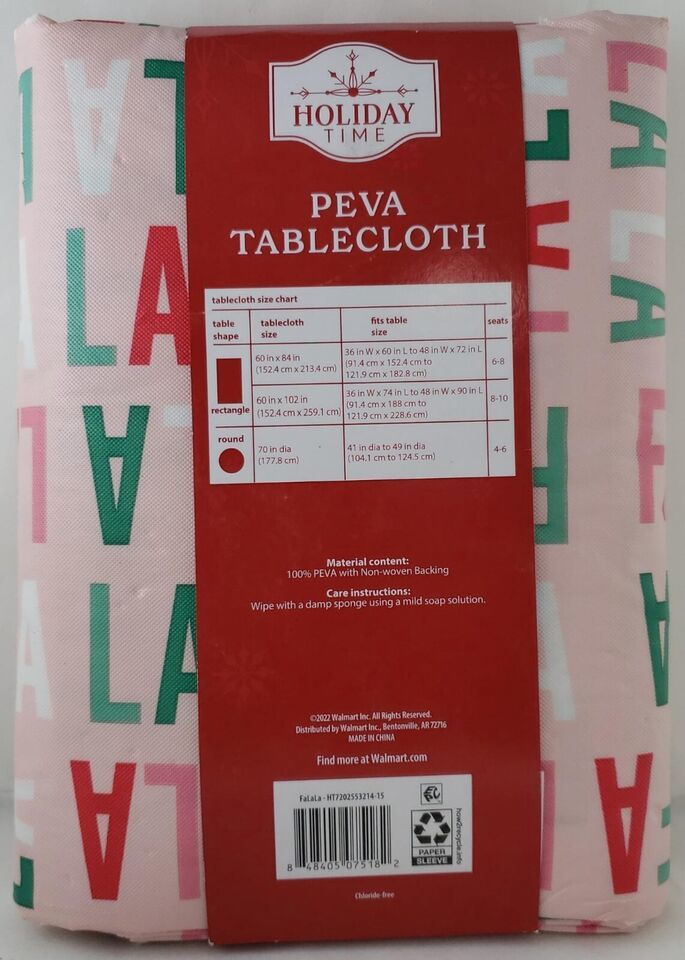 HOLIDAY
TIME
PEVA
TABLECLOTH
tablecloth size chart
table shape
tablecloth size
fits table size
seats
rectangle
60 in x 84 in
(152.4 cm x 213.4 cm)
36 in W x 60 in L to 48 in W x 72 in L
(91.4 cm x 152.4 cm to
121.9 cm x 182.8 cm)
6-8
60 in x 102 in
(152.4 cm x 259.1 cm)
36 in W x 74 in L to 48 in W x 90 in L
(91.4 cm x 188 cm to
121.9 cm x 228.6 cm)
8-10
round
70 in dia
(177.8 cm)
41 in dia to 49 in dia
(104.1 cm to 124.5 cm)
4-6
Material content:
100% PEVA with Non-woven Backing
Care instructions:
Wipe with a damp sponge using a mild soap solution.
©2022 Walmart Inc. All Rights Reserved.
Distributed by Walmart Inc., Bentonville, AR 72716
MADE IN CHINA
Find more at Walmart.com
FaLaLa - HT7202553214-15
8 48405 07518 2
PAPER
SLEEVE
how2recycle.info
Chloride-free
LA
LA
LA
LA